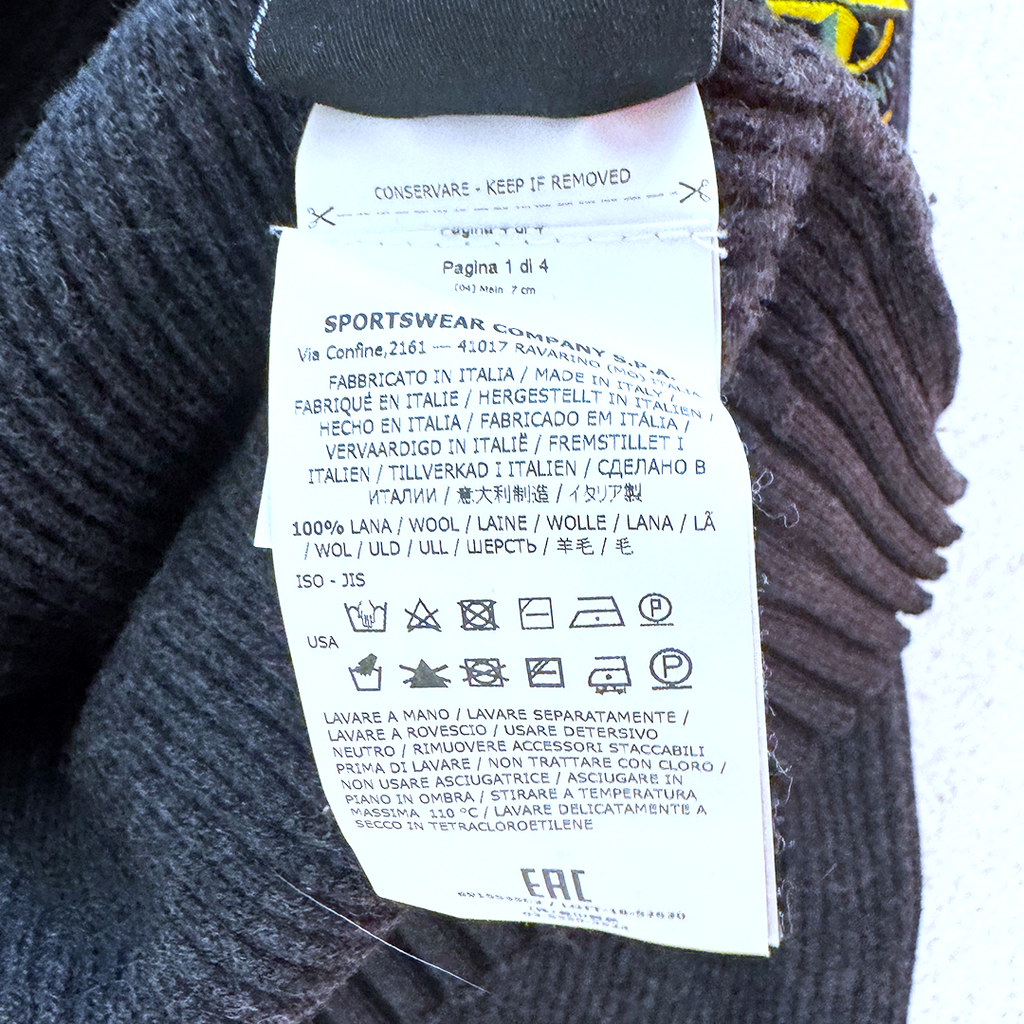 CONSERVARE - KEEP IF REMOVED
Pagina 1 di 4
(04) Main 7 cm
SPORTSWEAR COMPANY S.P.A.
Via Confine,2161 — 41017 RAVARINO (MO) ITALIA
FABBRICATO IN ITALIA / MADE IN ITALY /
FABRIQUÉ EN ITALIE / HERGESTELLT IN ITALIEN /
HECHO EN ITALIA / FABRICADO EM ITÁLIA /
VERVAARDIGD IN ITALIË / FREMSTILLET I
ITALIEN / TILLVERKAD I ITALIEN / СДЕЛАНО В
ИТАЛИИ / 意大利制造 / イタリア製
100% LANA / WOOL / LAINE / WOLLE / LANA / LÃ
/ WOL / ULD / ULL / ШЕРСТЬ / 羊毛 / 毛
ISO - JIS
P
USA
P
LAVARE A MANO / LAVARE SEPARATAMENTE /
LAVARE A ROVESCIO / USARE DETERSIVO
NEUTRO / RIMUOVERE ACCESSORI STACCABILI
PRIMA DI LAVARE / NON TRATTARE CON CLORO /
NON USARE ASCIUGATRICE / ASCIUGARE IN
PIANO IN OMBRA / STIRARE A TEMPERATURA
MASSIMA 110 °C / LAVARE DELICATAMENTE A
SECCO IN TETRACLOROETILENE
EAC